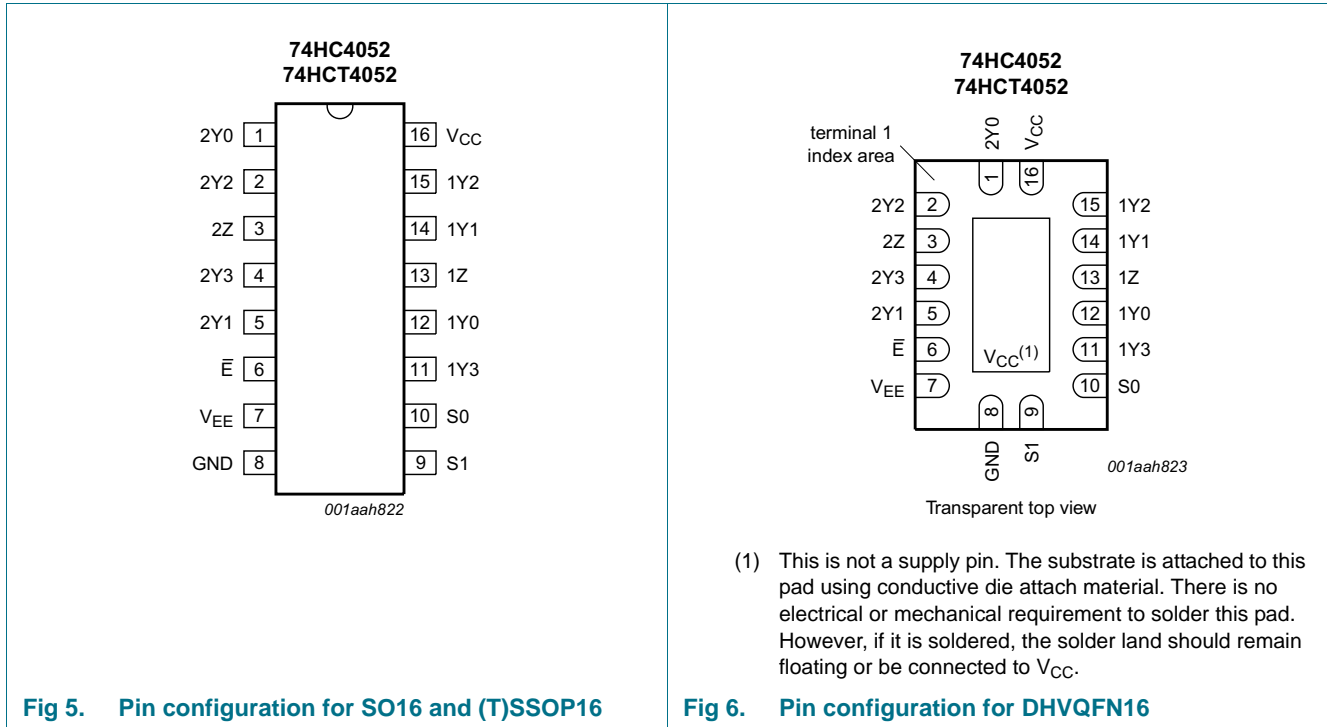 74HC4052
74HCT4052
2Y0 1 16 VCC
2Y2 2 15 1Y2
2Z 3 14 1Y1
2Y3 4 13 1Z
2Y1 5 12 1Y0
E̅ 6 11 1Y3
VEE 7 10 S0
GND 8 9 S1
001aah822
Fig 5. Pin configuration for SO16 and (T)SSOP16
74HC4052
74HCT4052
terminal 1
index area
2Y0 VCC
1 16
2Y2 2 15 1Y2
2Z 3 14 1Y1
2Y3 4 13 1Z
2Y1 5 12 1Y0
E̅ 6 VCC(1) 11 1Y3
VEE 7 10 S0
8 9
GND S1
001aah823
Transparent top view
(1) This is not a supply pin. The substrate is attached to this
pad using conductive die attach material. There is no
electrical or mechanical requirement to solder this pad.
However, if it is soldered, the solder land should remain
floating or be connected to VCC.
Fig 6. Pin configuration for DHVQFN16